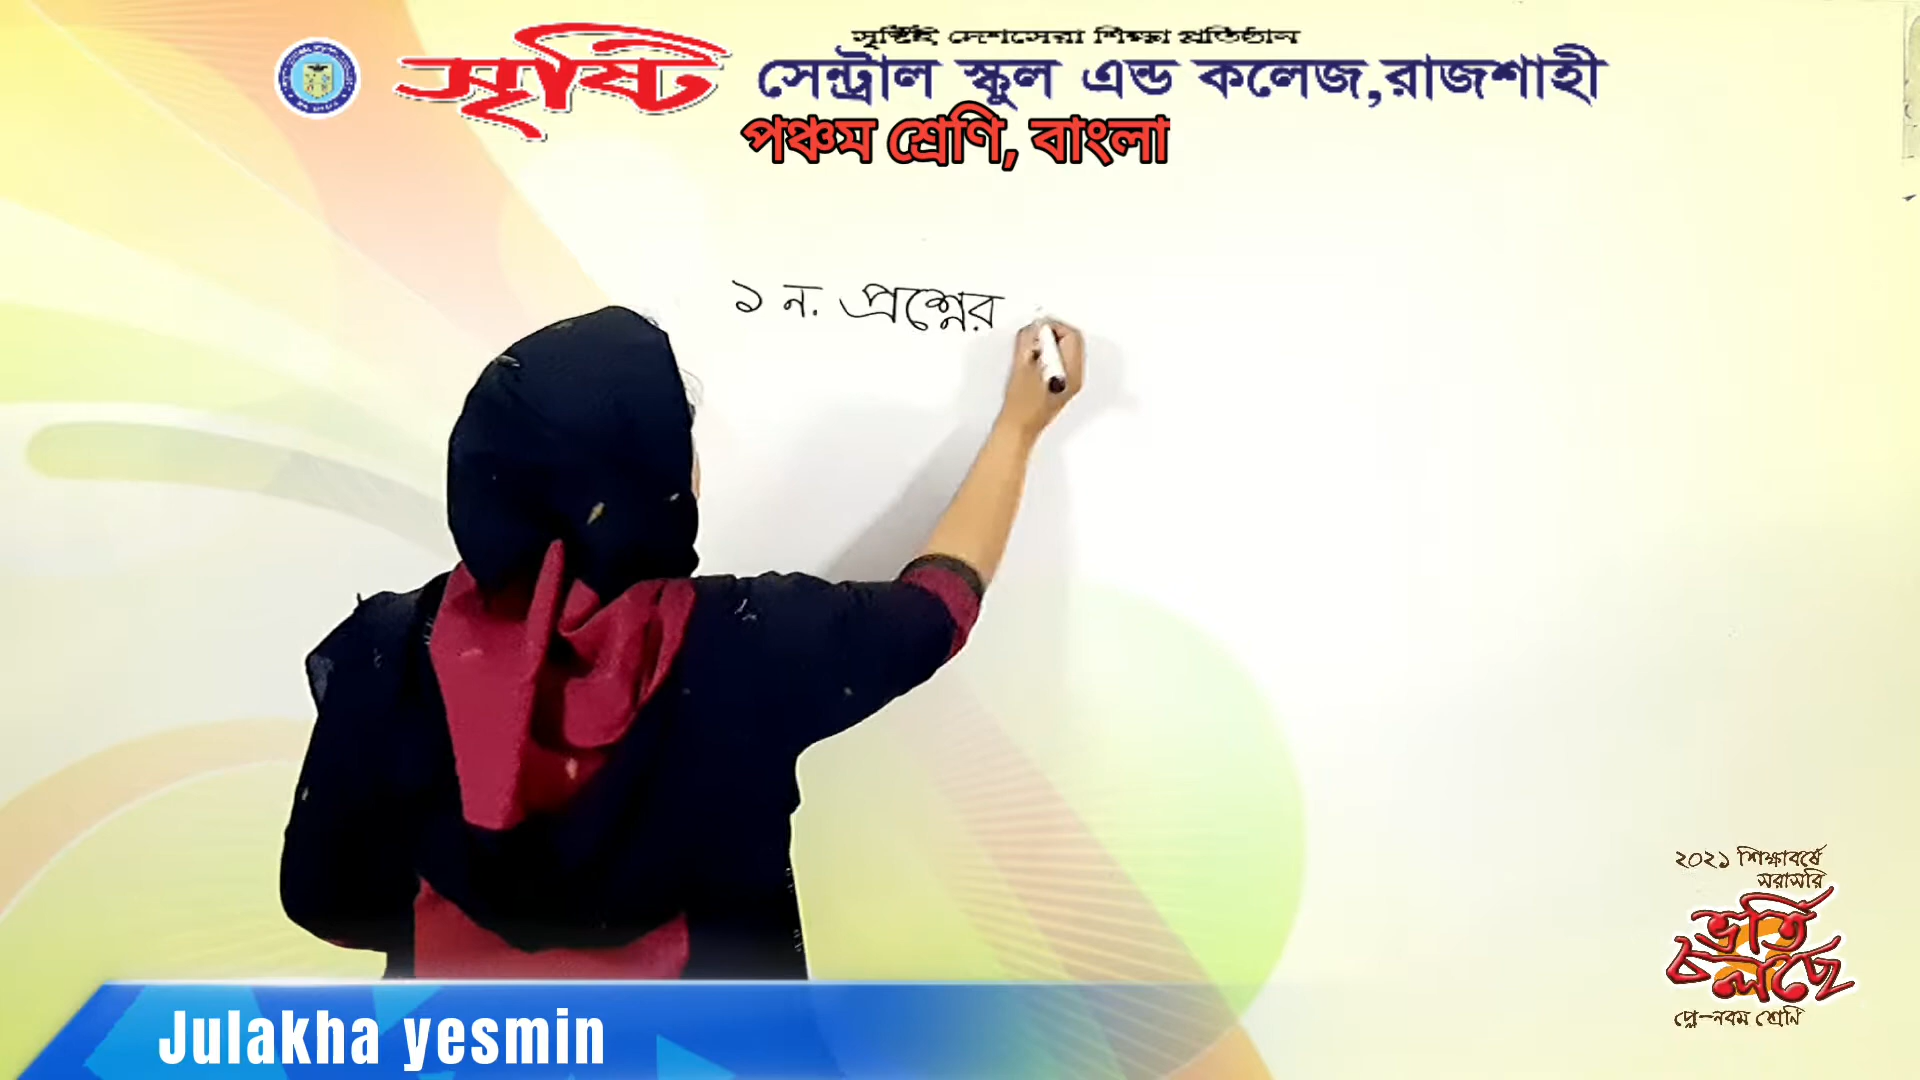 সৃষ্টিই দেশসেরা শিক্ষা প্রতিষ্ঠান
সৃষ্টি সেন্ট্রাল স্কুল এন্ড কলেজ,রাজশাহী
পঞ্চম শ্রেণি, বাংলা
১ ন. প্রশ্নের
২০২১ শিক্ষাবর্ষে
সরাসরি
ভর্তি
চলছে
প্লে-নবম শ্রেণি
Julakha yesmin